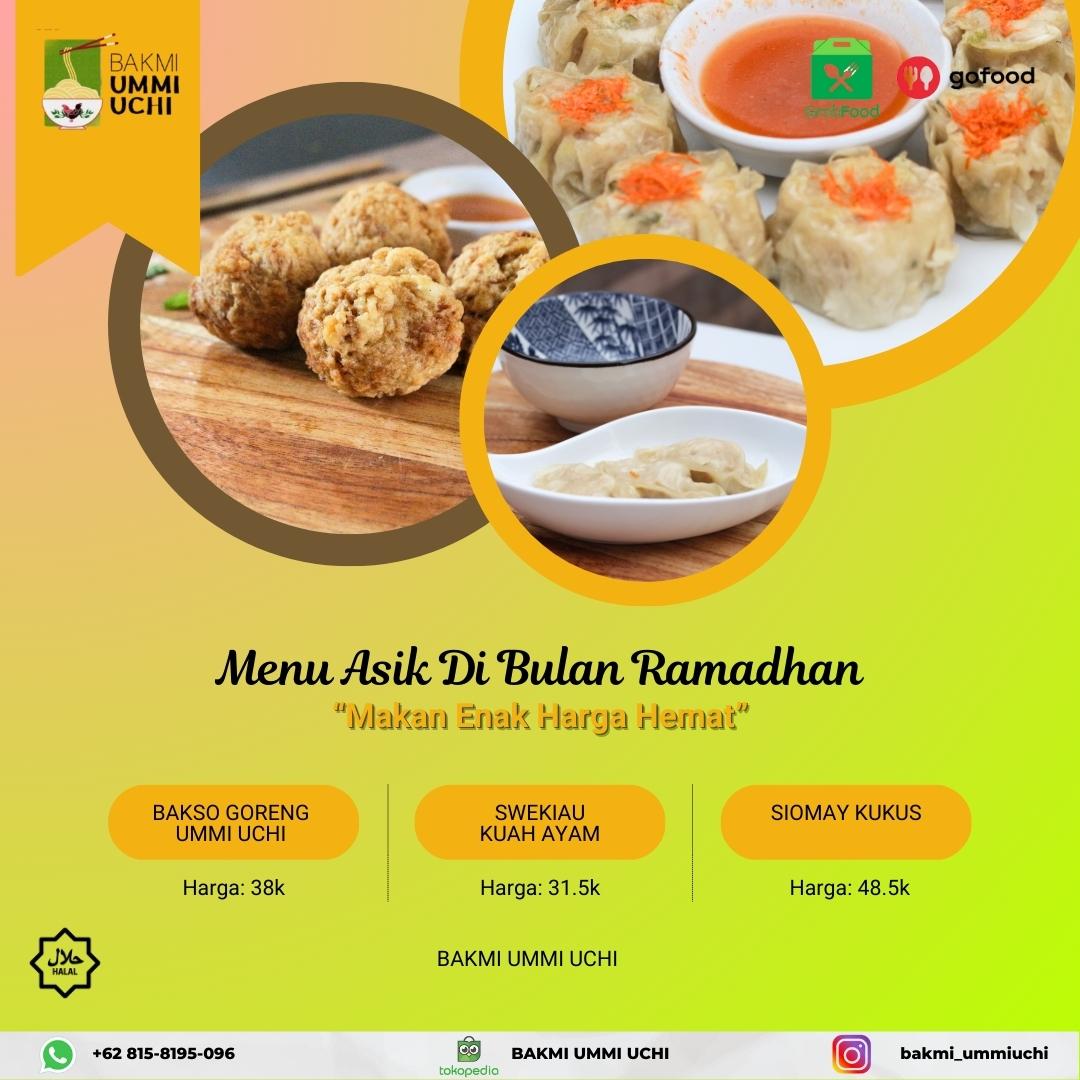 BAKMI
UMMI
UCHI
GrabFood
gofood
Menu Asik Di Bulan Ramadhan
“Makan Enak Harga Hemat”
BAKSO GORENG
UMMI UCHI
Harga: 38k
SWEKIAU
KUAH AYAM
Harga: 31.5k
SIOMAY KUKUS
Harga: 48.5k
حلال
HALAL
BAKMI UMMI UCHI
+62 815-8195-096
tokopedia
BAKMI UMMI UCHI
bakmi_ummiuchi